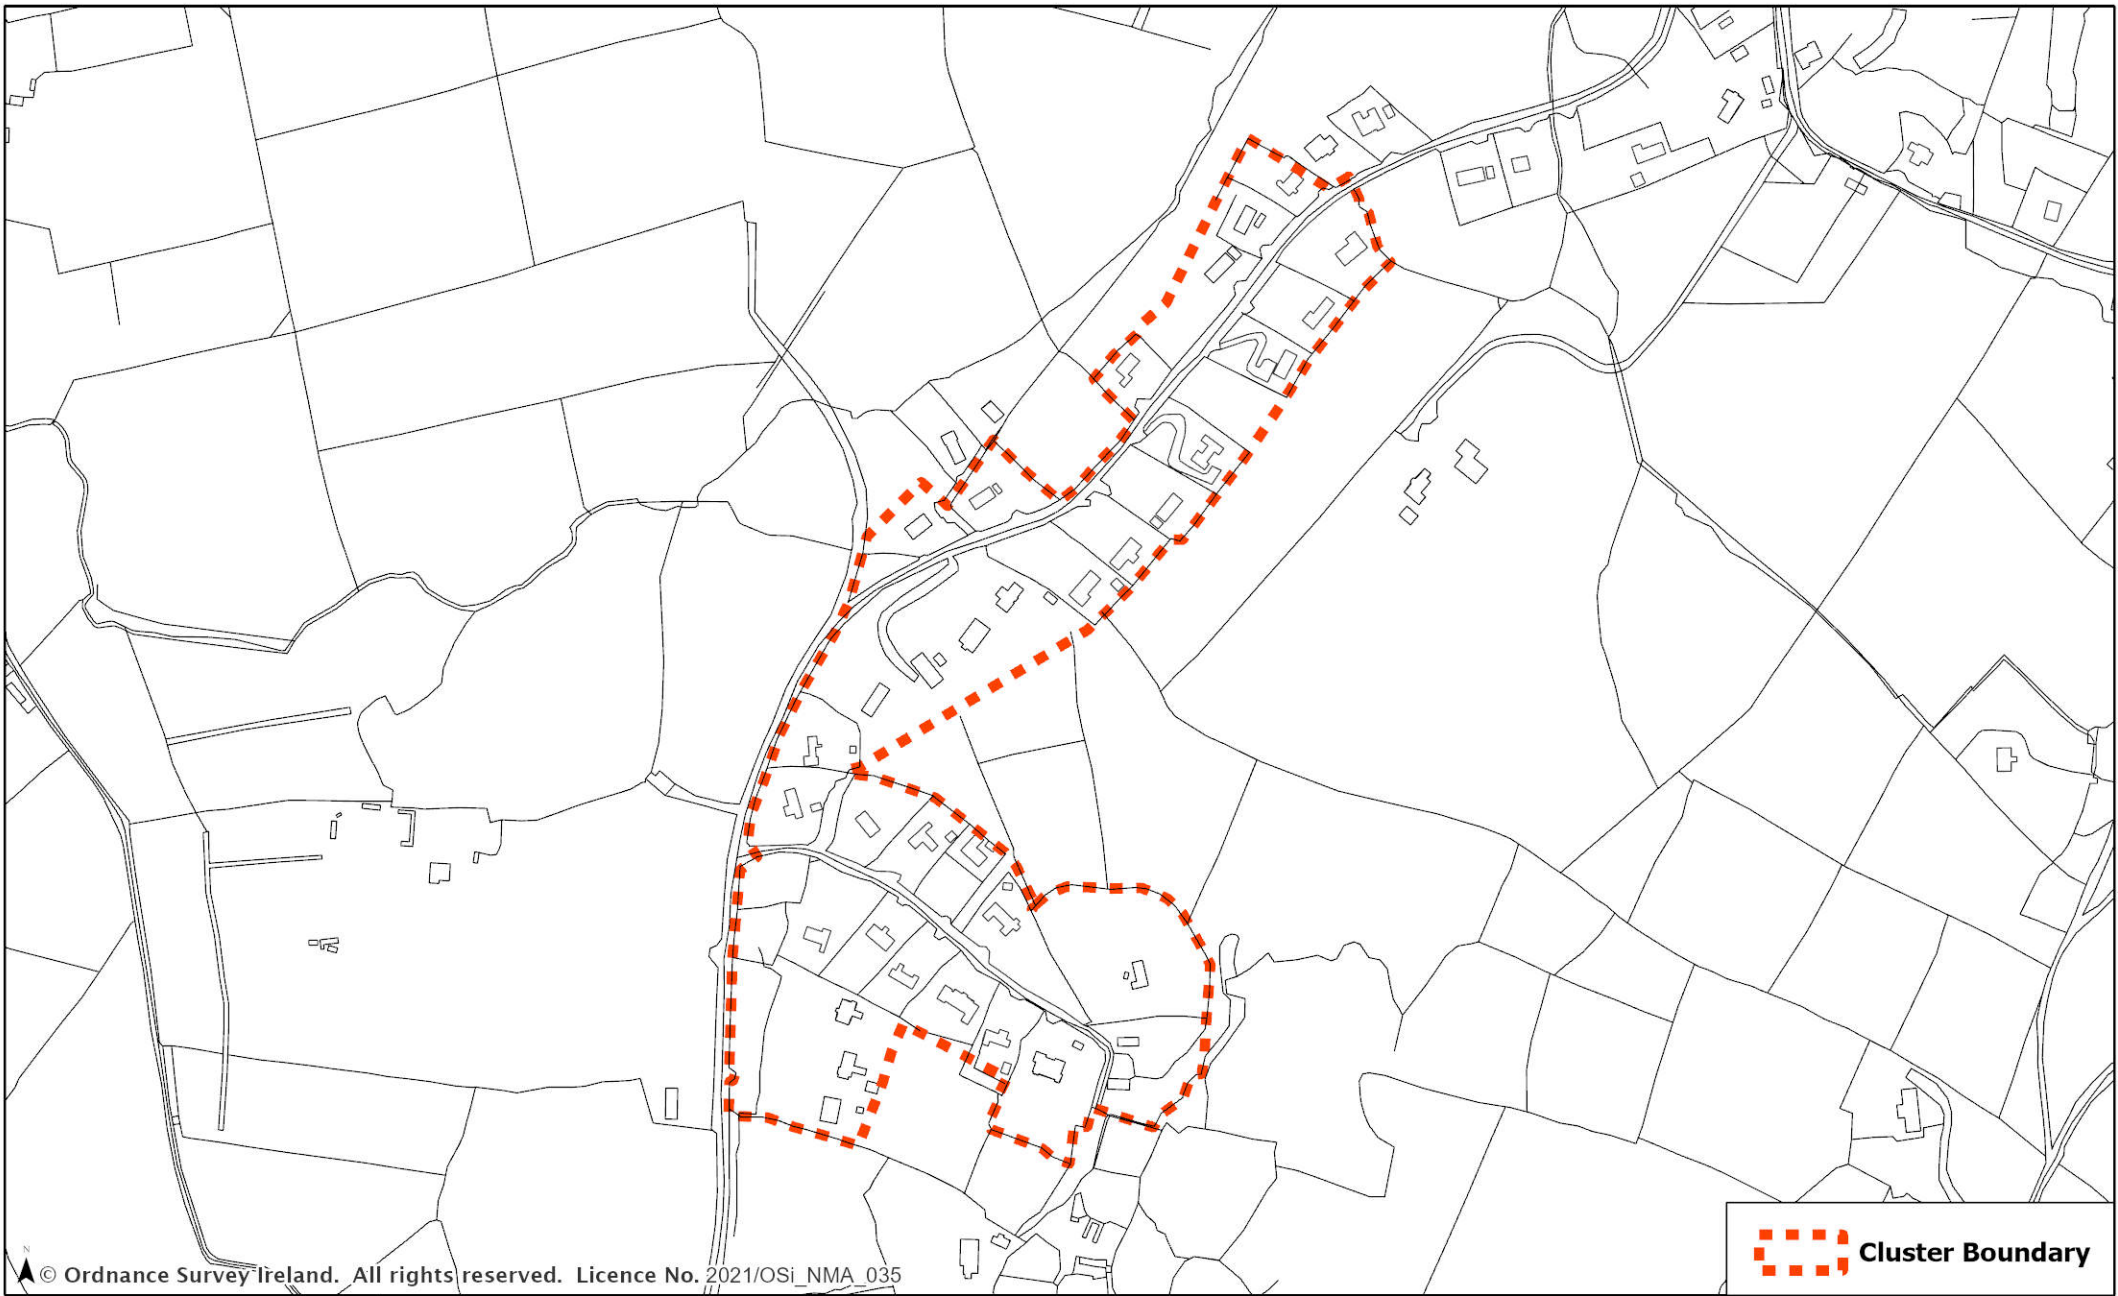 N
© Ordnance Survey Ireland. All rights reserved. Licence No. 2021/OSi_NMA_035
Cluster Boundary